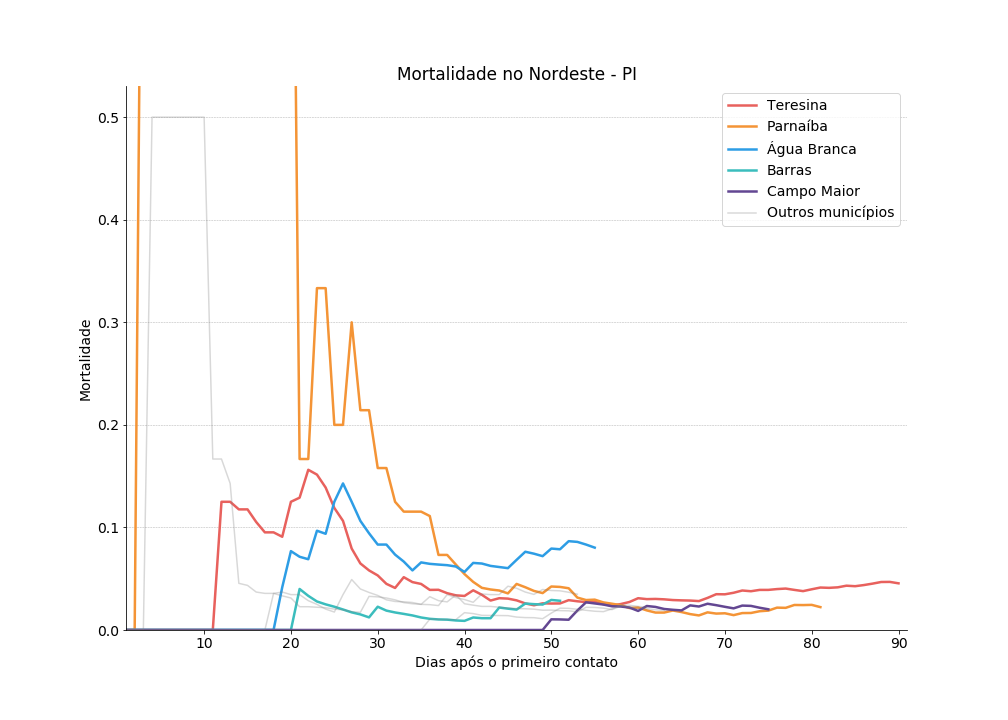 Mortalidade no Nordeste - PI
Teresina
Parnaíba
Água Branca
Barras
Campo Maior
Outros municípios
Mortalidade
0.5
0.4
0.3
0.2
0.1
0.0
10 20 30 40 50 60 70 80 90
Dias após o primeiro contato